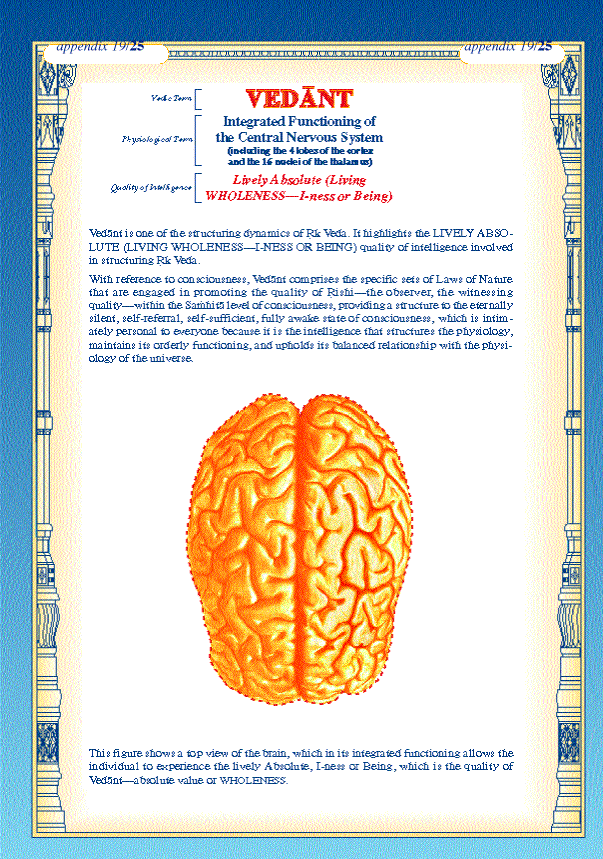 appendix 19/25 appendix 19/25
Vedic Term
VEDĀNT
Physiological Term
Integrated Functioning of
the Central Nervous System
(including the 4 lobes of the cortex
and the 16 nuclei of the thalamus)
Quality of Intelligence
Lively Absolute (Living
WHOLENESS—I-ness or Being)
Vedānt is one of the structuring dynamics of Ṛk Veda. It highlights the LIVELY ABSO-
LUTE (LIVING WHOLENESS—I-NESS OR BEING) quality of intelligence involved
in structuring Ṛk Veda.
With reference to consciousness, Vedānt comprises the specific sets of Laws of Nature
that are engaged in promoting the quality of Ṛishi—the observer, the witnessing
quality—within the Saṁhitā level of consciousness, providing a structure to the eternally
silent, self-referral, self-sufficient, fully awake state of consciousness, which is intim-
ately personal to everyone because it is the intelligence that structures the physiology,
maintains its orderly functioning, and upholds its balanced relationship with the physi-
ology of the universe.
This figure shows a top view of the brain, which in its integrated functioning allows the
individual to experience the lively Absolute, I-ness or Being, which is the quality of
Vedānt—absolute value or WHOLENESS.